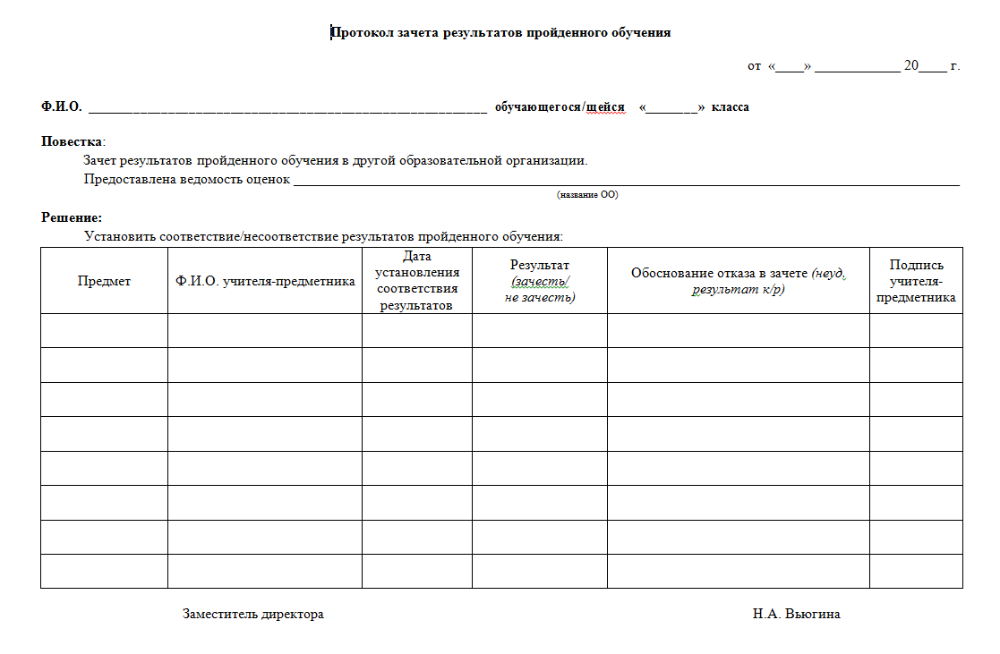 Протокол зачета результатов пройденного обучения
от «____» ____________ 20____ г.
Ф.И.О. ________________________________________________________ обучающегося/щейся «_______» класса
Повестка:
Зачет результатов пройденного обучения в другой образовательной организации.
Предоставлена ведомость оценок ______________________________________________
(название ОО)
Решение:
Установить соответствие/несоответствие результатов пройденного обучения:
Предмет
Ф.И.О. учителя-предметника
Дата
установления
соответствия
результатов
Результат
(зачесть/
не зачесть)
Обоснование отказа в зачете (неуд.
результат к/р)
Подпись
учителя-
предметника
Заместитель директора Н.А. Вьюгина